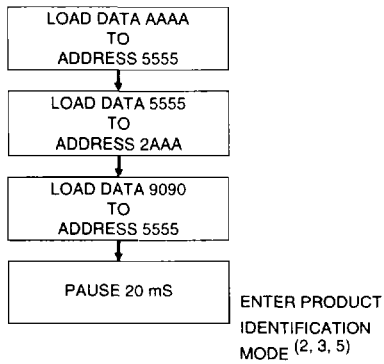 LOAD DATA AAAA
TO
ADDRESS 5555
LOAD DATA 5555
TO
ADDRESS 2AAA
LOAD DATA 9090
TO
ADDRESS 5555
PAUSE 20 mS
ENTER PRODUCT
IDENTIFICATION
MODE (2, 3, 5)